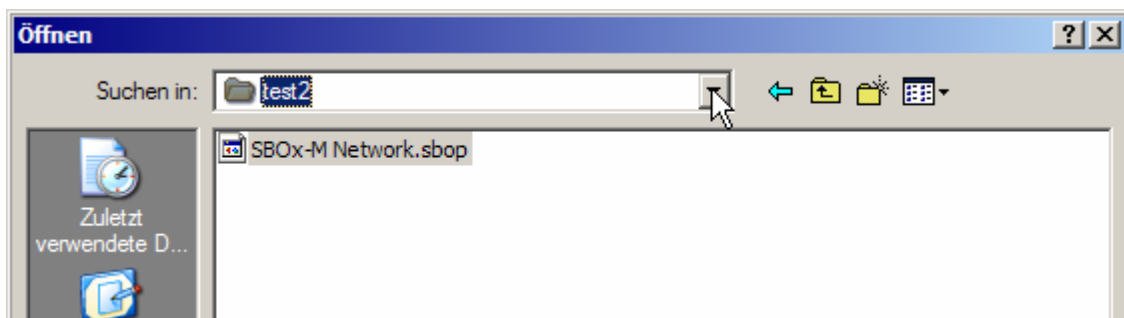 Öffnen
Suchen in: test2
SBOx-M Network.sbop
Zuletzt
verwendete D...